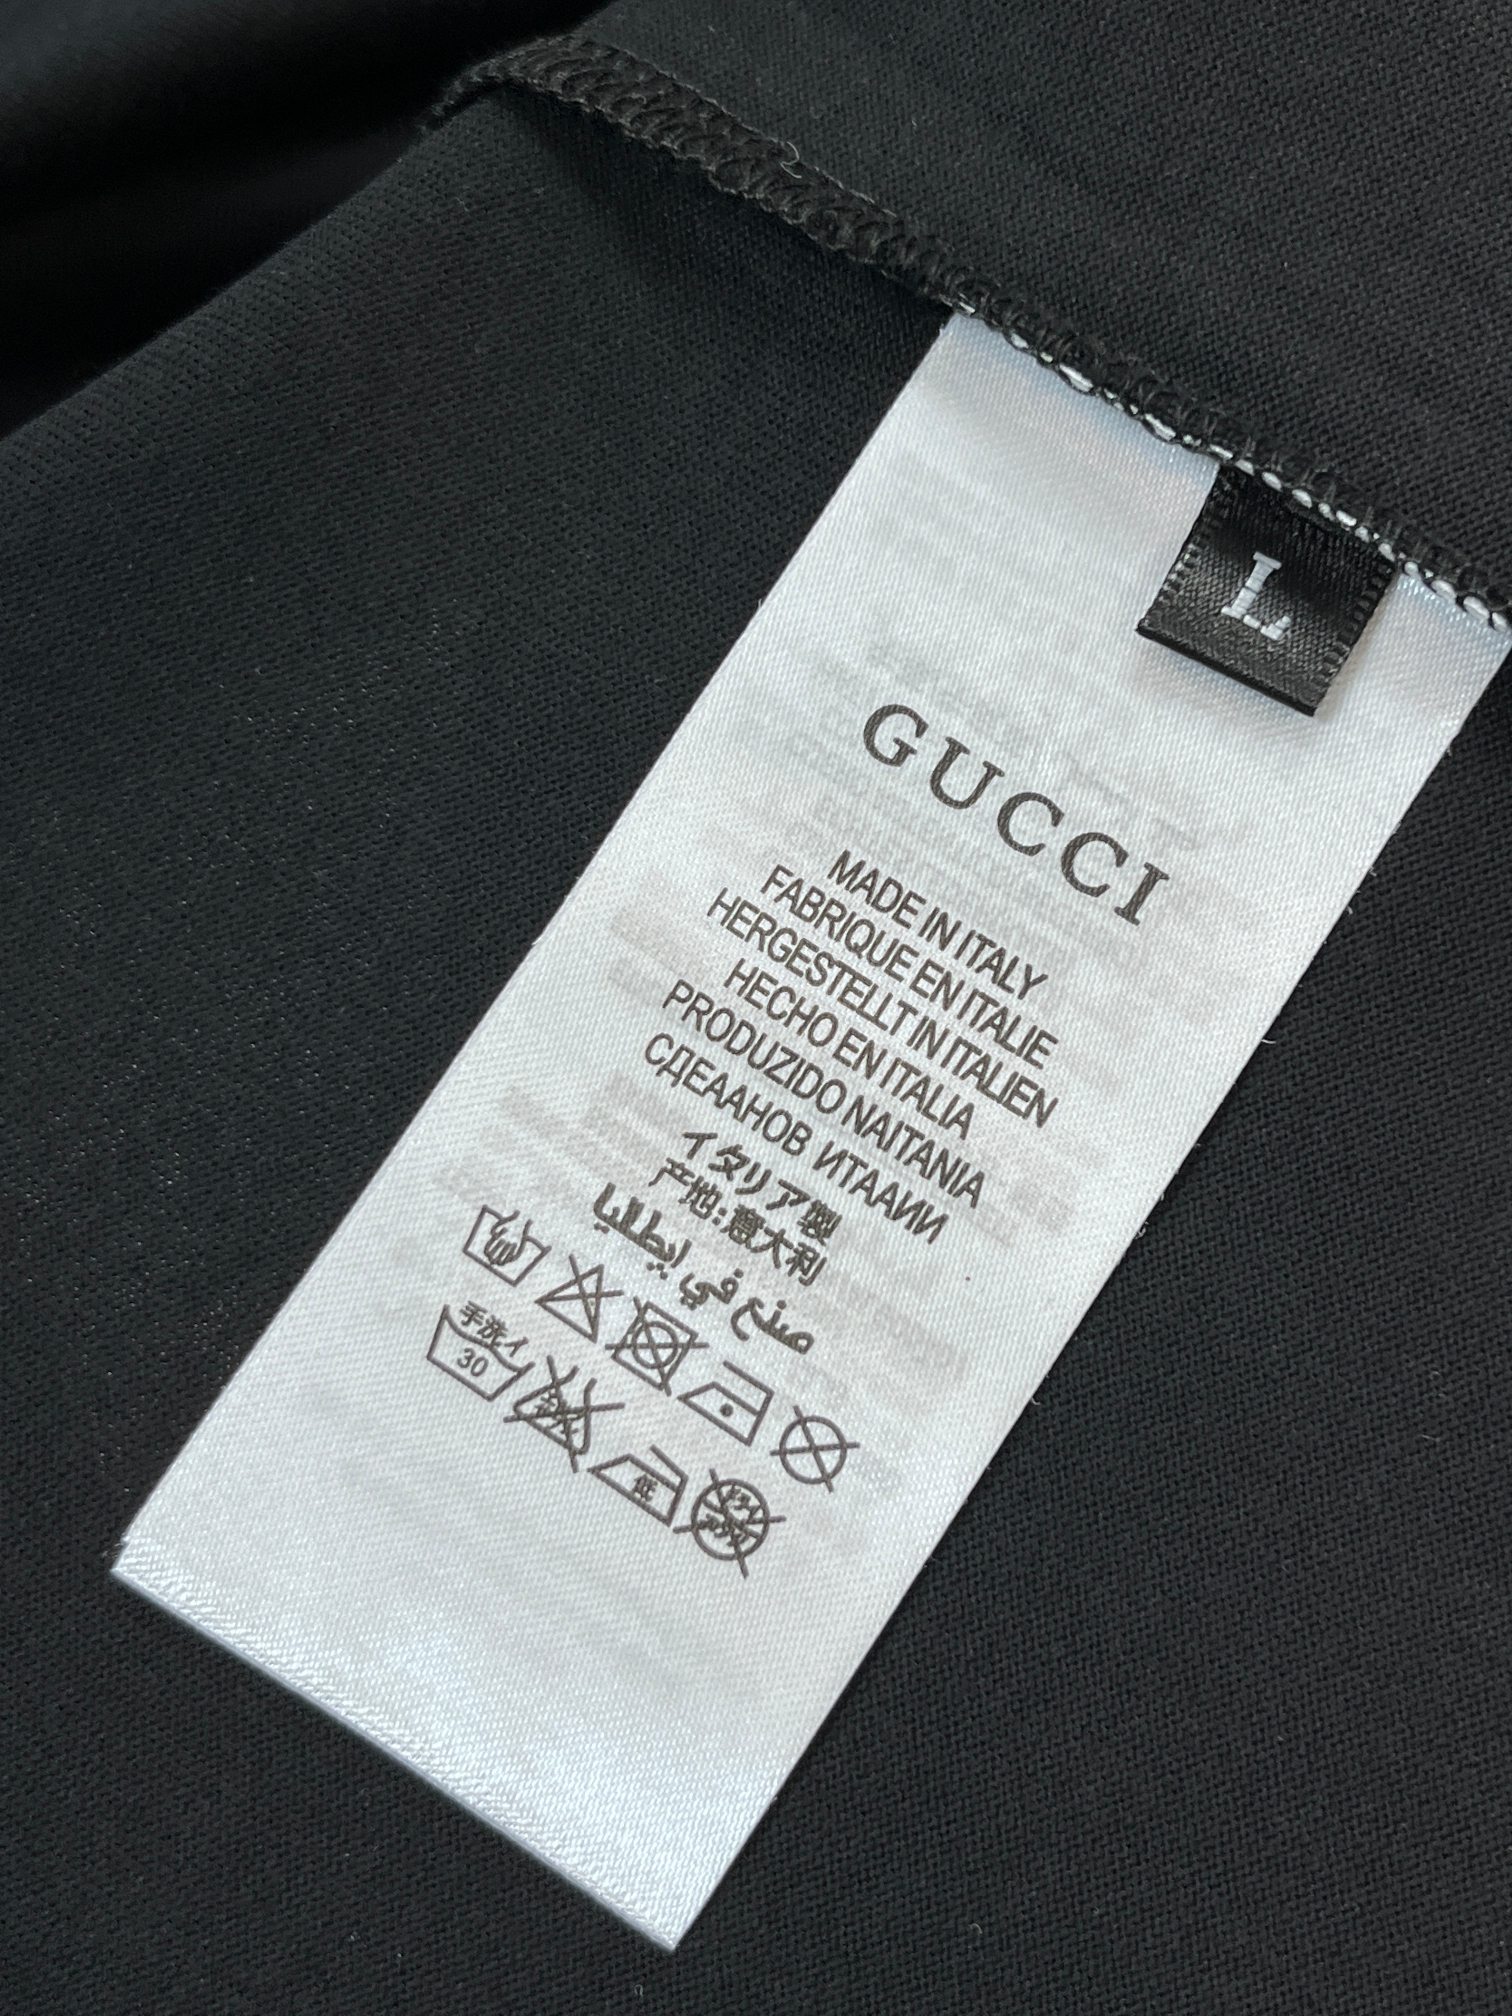 L
GUCCI
MADE IN ITALY
FABRIQUE EN ITALIE
HERGESTELLT IN ITALIEN
HECHO EN ITALIA
PRODUZIDO NAITANIA
СДЕААНОВ ИТААИИ
イタリア製
产地:意大利
صنع في إيطاليا
手洗イ
30
低